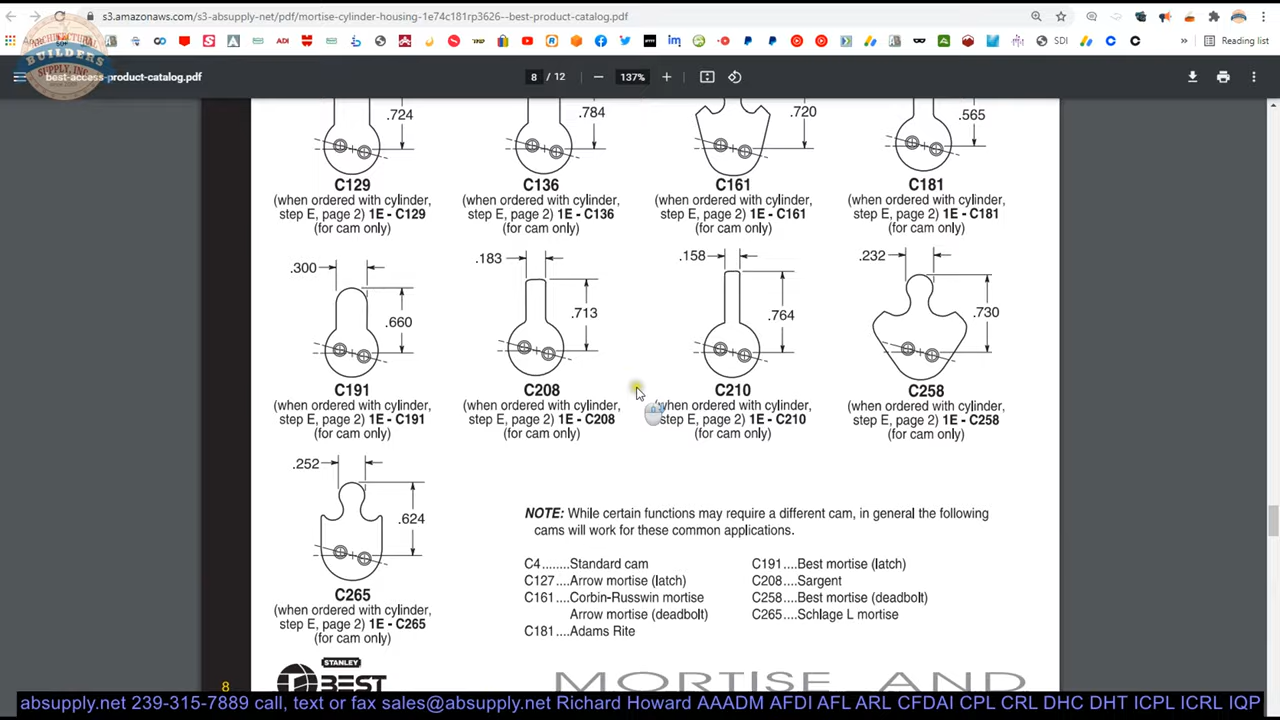 s3.amazonaws.com/s3-absupply-net/pdf/mortise-cylinder-housing-1e74c181rp3626--best-product-catalog.pdf
SDI
Reading list
ARCHITECTURAL
BUILDERS
SUPPLY, INC.
best-access-product-catalog.pdf
8 / 12
137%
.724
.784
.720
.565
C129
(when ordered with cylinder,
step E, page 2) 1E - C129
(for cam only)
C136
(when ordered with cylinder,
step E, page 2) 1E - C136
(for cam only)
C161
(when ordered with cylinder,
step E, page 2) 1E - C161
(for cam only)
C181
(when ordered with cylinder,
step E, page 2) 1E - C181
(for cam only)
.300
.660
C191
(when ordered with cylinder,
step E, page 2) 1E - C191
(for cam only)
.183
.713
C208
(when ordered with cylinder,
step E, page 2) 1E - C208
(for cam only)
.158
.764
C210
(when ordered with cylinder,
step E, page 2) 1E - C210
(for cam only)
.232
.730
C258
(when ordered with cylinder,
step E, page 2) 1E - C258
(for cam only)
.252
.624
C265
(when ordered with cylinder,
step E, page 2) 1E - C265
(for cam only)
NOTE: While certain functions may require a different cam, in general the following
cams will work for these common applications.
C4........Standard cam
C127....Arrow mortise (latch)
C161....Corbin-Russwin mortise
Arrow mortise (deadbolt)
C181....Adams Rite
C191....Best mortise (latch)
C208....Sargent
C258....Best mortise (deadbolt)
C265....Schlage L mortise
8
STANLEY
BEST
MORTISE AND
absupply.net 239-315-7889 call, text or fax sales@absupply.net Richard Howard AAADM AFDI AFL ARL CFDAI CPL CRL DHC DHT ICPL ICRL IQP